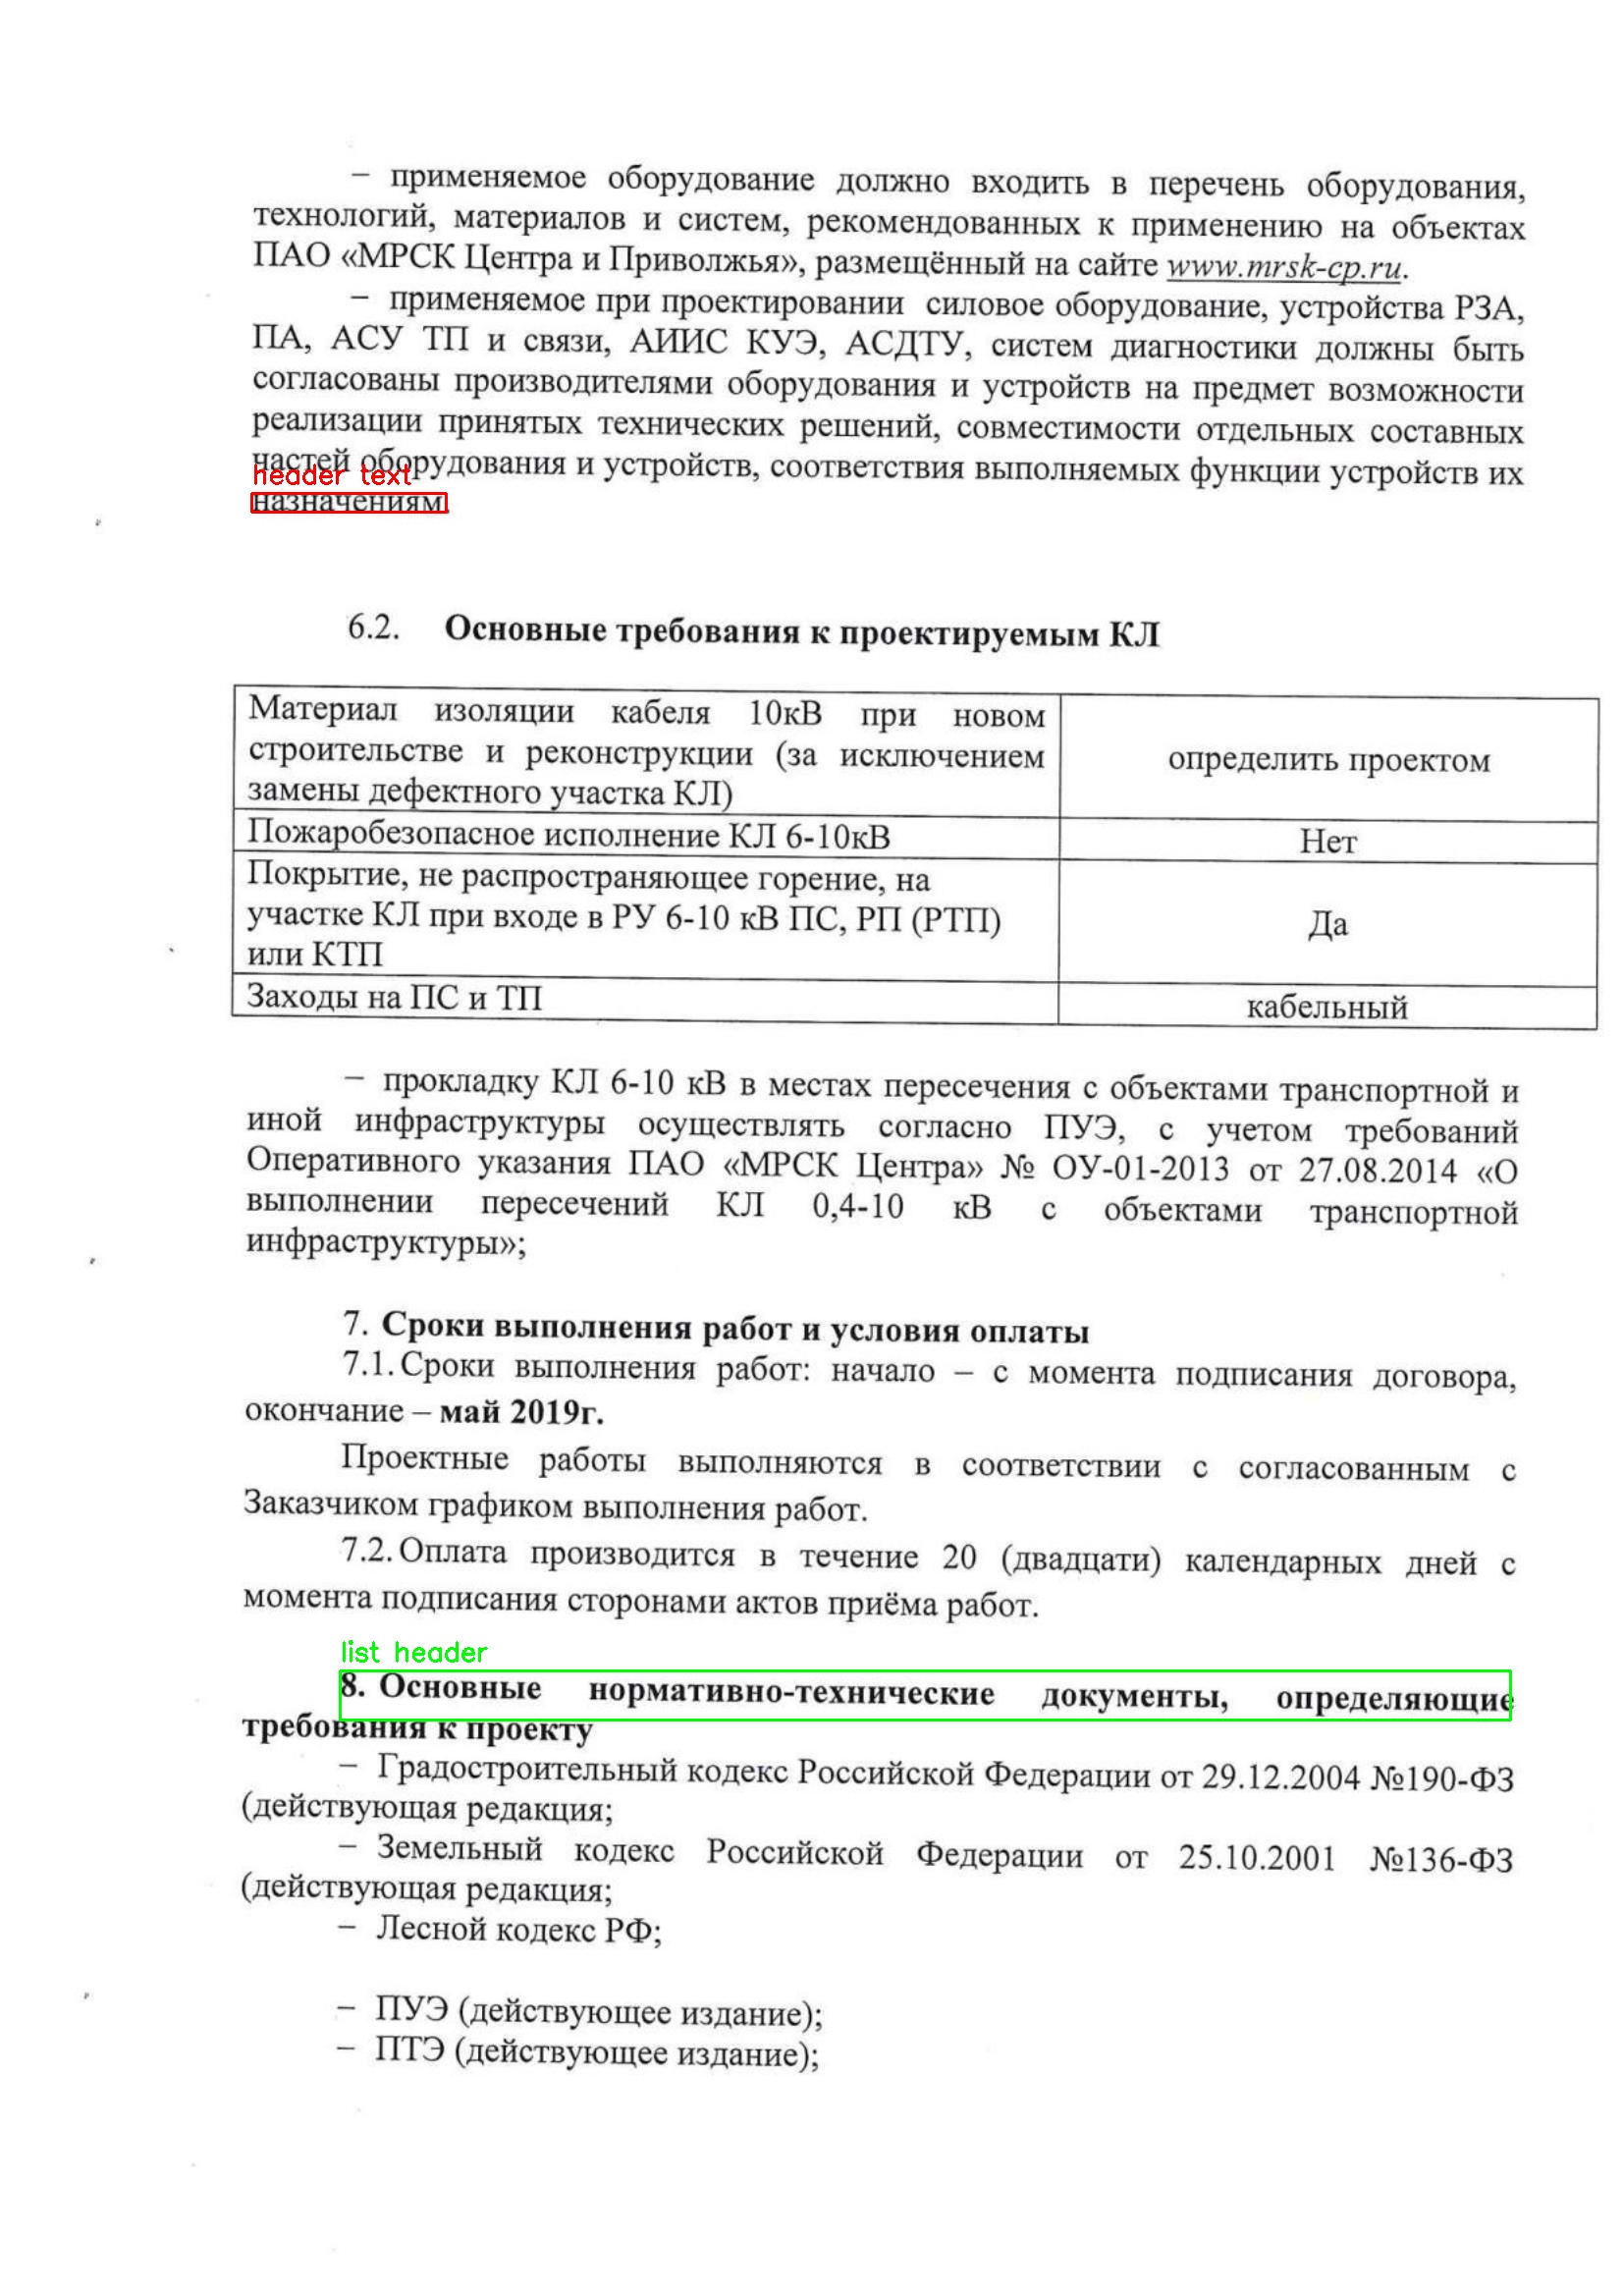 – применяемое оборудование должно входить в перечень оборудования,
технологий, материалов и систем, рекомендованных к применению на объектах
ПАО «МРСК Центра и Приволжья», размещённый на сайте www.mrsk-cp.ru.
– применяемое при проектировании силовое оборудование, устройства РЗА,
ПА, АСУ ТП и связи, АИИС КУЭ, АСДТУ, систем диагностики должны быть
согласованы производителями оборудования и устройств на предмет возможности
реализации принятых технических решений, совместимости отдельных составных
частей оборудования и устройств, соответствия выполняемых функции устройств их
header text
назначениям.
6.2. Основные требования к проектируемым КЛ
Материал изоляции кабеля 10кВ при новом
строительстве и реконструкции (за исключением
замены дефектного участка КЛ)
определить проектом
Пожаробезопасное исполнение КЛ 6-10кВ
Нет
Покрытие, не распространяющее горение, на
участке КЛ при входе в РУ 6-10 кВ ПС, РП (РТП)
или КТП
Да
Заходы на ПС и ТП
кабельный
– прокладку КЛ 6-10 кВ в местах пересечения с объектами транспортной и
иной инфраструктуры осуществлять согласно ПУЭ, с учетом требований
Оперативного указания ПАО «МРСК Центра» № ОУ-01-2013 от 27.08.2014 «О
выполнении пересечений КЛ 0,4-10 кВ с объектами транспортной
инфраструктуры»;
7. Сроки выполнения работ и условия оплаты
7.1. Сроки выполнения работ: начало – с момента подписания договора,
окончание – май 2019г.
Проектные работы выполняются в соответствии с согласованным с
Заказчиком графиком выполнения работ.
7.2. Оплата производится в течение 20 (двадцати) календарных дней с
момента подписания сторонами актов приёма работ.
list header
8. Основные нормативно-технические документы, определяющие
требования к проекту
– Градостроительный кодекс Российской Федерации от 29.12.2004 №190-ФЗ
(действующая редакция;
– Земельный кодекс Российской Федерации от 25.10.2001 №136-ФЗ
(действующая редакция;
– Лесной кодекс РФ;
– ПУЭ (действующее издание);
– ПТЭ (действующее издание);